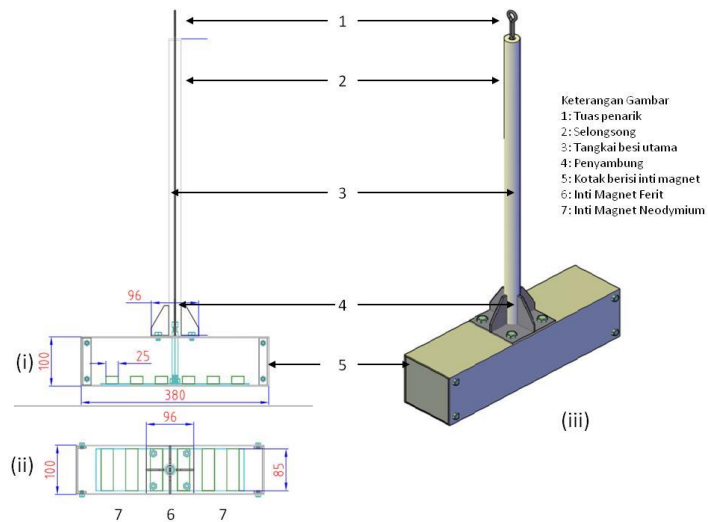 1
2
3
4
5
Keterangan Gambar
1: Tuas penarik
2: Selongsong
3: Tangkai besi utama
4: Penyambung
5: Kotak berisi inti magnet
6: Inti Magnet Ferit
7: Inti Magnet Neodymium
96
(i)
100
25
380
(iii)
96
(ii)
100
85
7 6 7